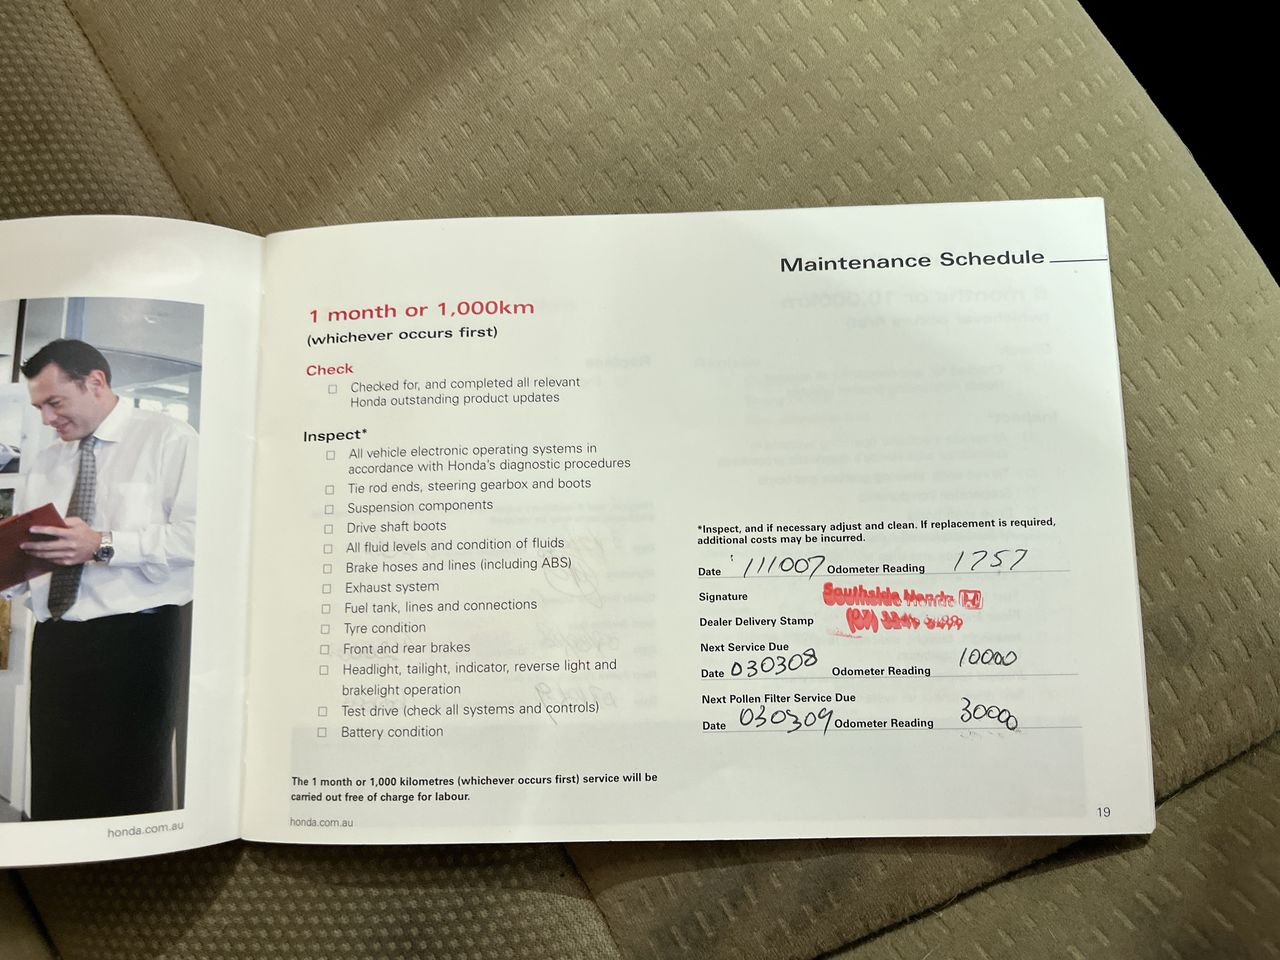 Maintenance Schedule
1 month or 1,000km
(whichever occurs first)
Check
Checked for, and completed all relevant
Honda outstanding product updates
Inspect*
All vehicle electronic operating systems in
accordance with Honda's diagnostic procedures
Tie rod ends, steering gearbox and boots
Suspension components
Drive shaft boots
All fluid levels and condition of fluids
Brake hoses and lines (including ABS)
Exhaust system
Fuel tank, lines and connections
Tyre condition
Front and rear brakes
Headlight, tailight, indicator, reverse light and
brakelight operation
Test drive (check all systems and controls)
Battery condition
The 1 month or 1,000 kilometres (whichever occurs first) service will be
carried out free of charge for labour.
honda.com.au
*Inspect, and if necessary adjust and clean. If replacement is required,
additional costs may be incurred.
Date 111007 Odometer Reading 1757
Signature Southside Honda
Dealer Delivery Stamp (07)
Next Service Due
Date 030308 Odometer Reading 10000
Next Pollen Filter Service Due
Date 030309 Odometer Reading 30000
19
honda.com.au